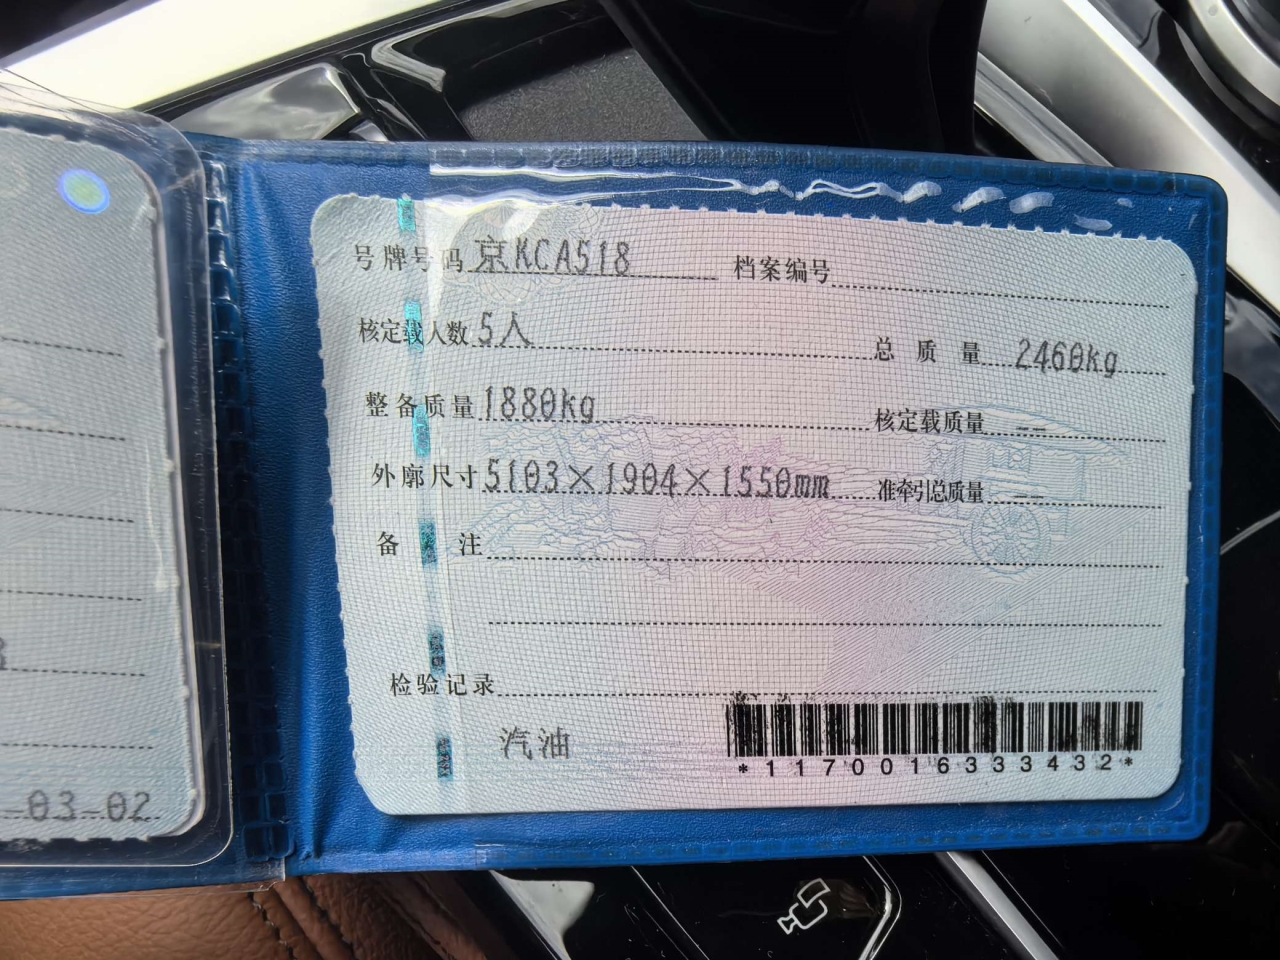 号牌号码 京KCA518 档案编号
核定载人数 5人 总质量 2460kg
整备质量 1880kg 核定载质量 --
外廓尺寸 5103×1904×1550mm 准牵引总质量 --
备注
检验记录
汽油
*1170016333432*
-03-02